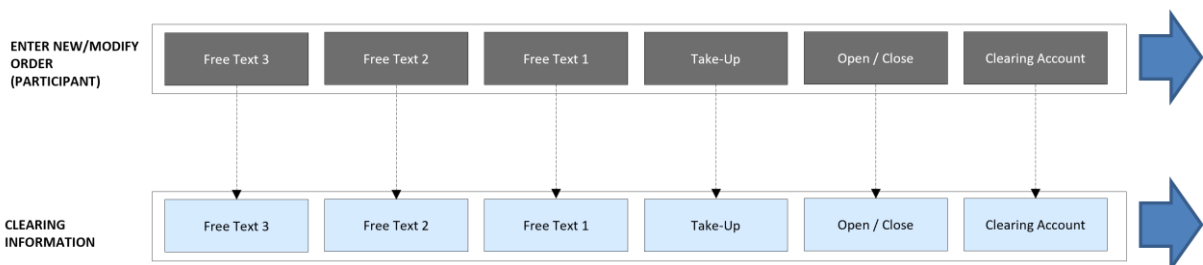 ENTER NEW/MODIFY
ORDER
(PARTICIPANT)
Free Text 3
Free Text 2
Free Text 1
Take-Up
Open / Close
Clearing Account
CLEARING
INFORMATION
Free Text 3
Free Text 2
Free Text 1
Take-Up
Open / Close
Clearing Account